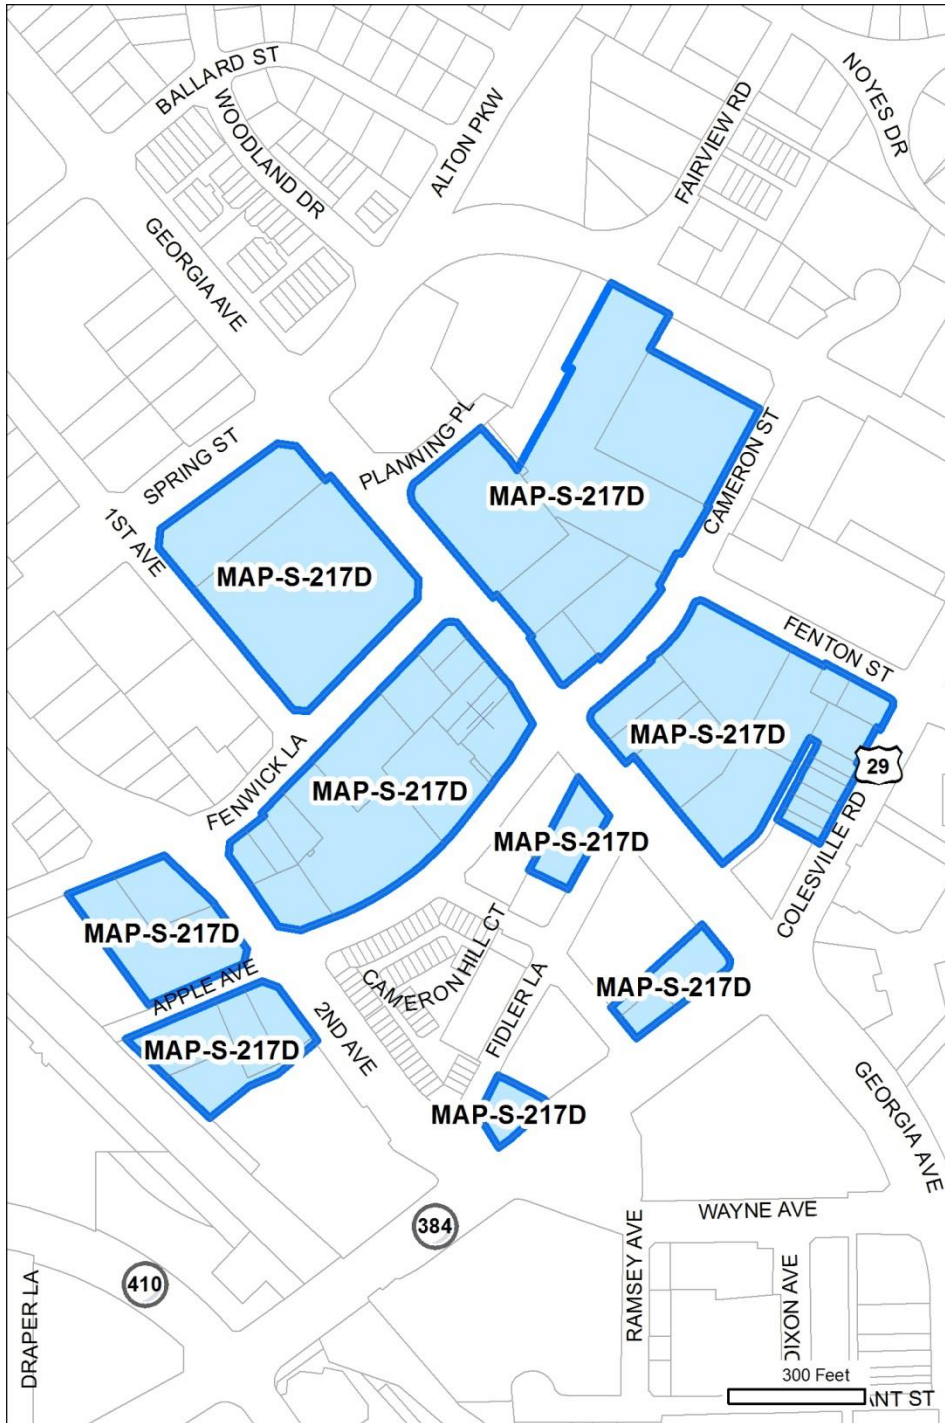 BALLARD ST
WOODLAND DR
ALTON PKW
FAIRVIEW RD
NOYES DR
GEORGIA AVE
SPRING ST
1ST AVE
PLANNING PL
CAMERON ST
MAP-S-217D
MAP-S-217D
FENTON ST
MAP-S-217D
29
FENWICK LA
MAP-S-217D
MAP-S-217D
COLESVILLE RD
MAP-S-217D
APPLE AVE
CAMERON HILL CT
MAP-S-217D
FIDLER LA
2ND AVE
MAP-S-217D
MAP-S-217D
GEORGIA AVE
384
WAYNE AVE
410
DRAPER LA
RAMSEY AVE
DIXON AVE
300 Feet
NT ST